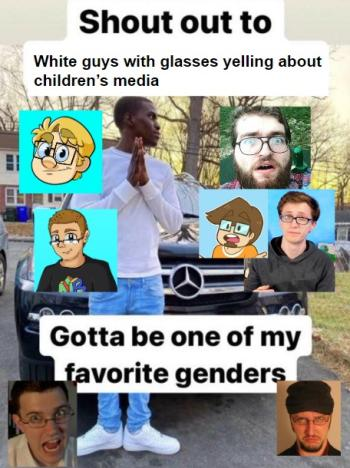 Shout out to
White guys with glasses yelling about
children's media
Gotta be one of my
favorite genders